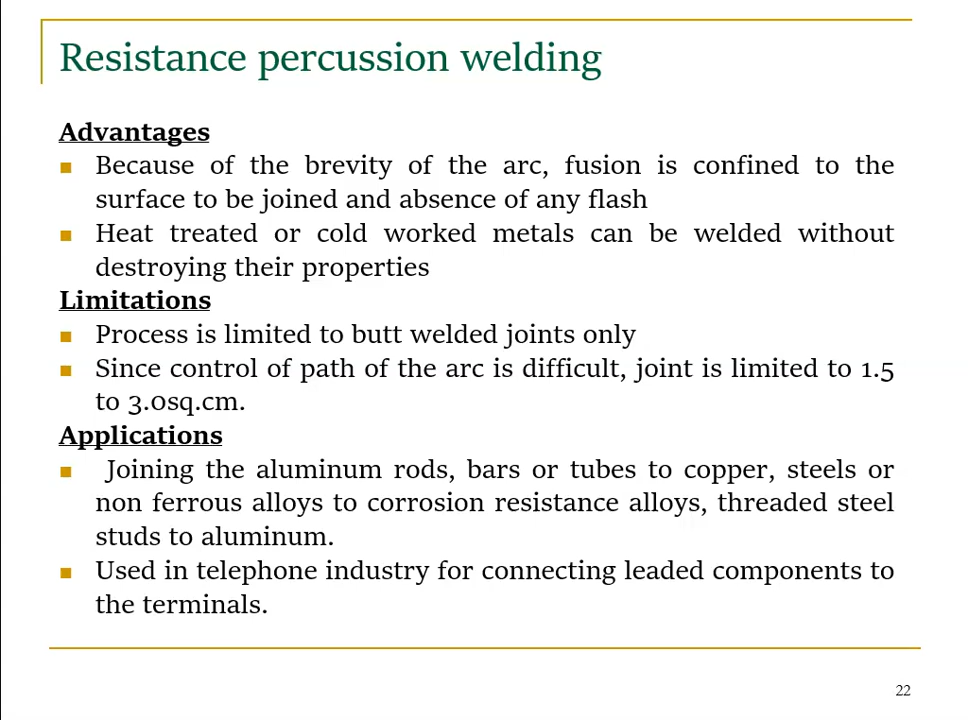 Resistance percussion welding
Advantages
Because of the brevity of the arc, fusion is confined to the
surface to be joined and absence of any flash
Heat treated or cold worked metals can be welded without
destroying their properties
Limitations
Process is limited to butt welded joints only
Since control of path of the arc is difficult, joint is limited to 1.5
to 3.0sq.cm.
Applications
Joining the aluminum rods, bars or tubes to copper, steels or
non ferrous alloys to corrosion resistance alloys, threaded steel
studs to aluminum.
Used in telephone industry for connecting leaded components to
the terminals.
22